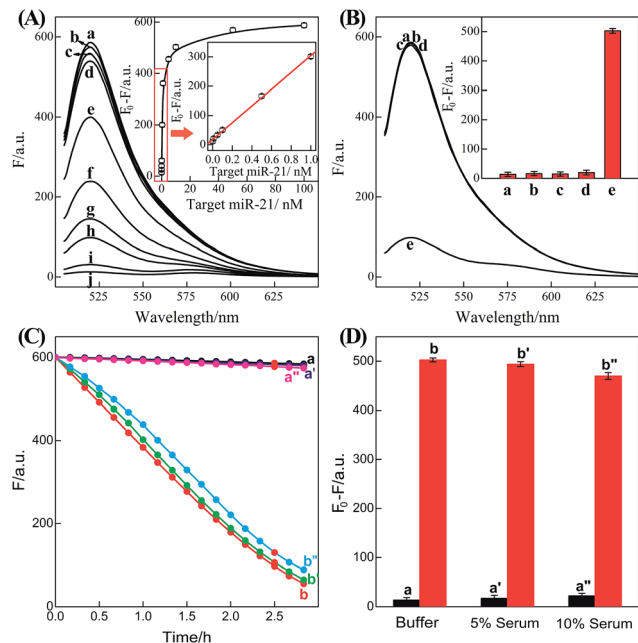 (A)
F/a.u.
600
400
200
0
a
b
c
d
e
f
g
h
i
j
525 550 575 600 625
Wavelength/nm
F₀-F/a.u.
600
500
400
300
200
100
0
0 20 40 60 80 100
Target miR-21/ nM
F₀-F/a.u.
300
200
100
0
0.0 0.2 0.4 0.6 0.8 1.0
Target miR-21/ nM
(B)
F/a.u.
600
400
200
0
c a b d
e
525 550 575 600 625
Wavelength/nm
F₀-F/a.u.
500
400
300
200
100
0
a b c d e
(C)
F/a.u.
600
400
200
0
a
a'
a"
b"
b'
b
0.0 0.5 1.0 1.5 2.0 2.5
Time/h
(D)
F₀-F/a.u.
500
400
300
200
100
0
b b' b"
a a' a"
Buffer 5% Serum 10% Serum